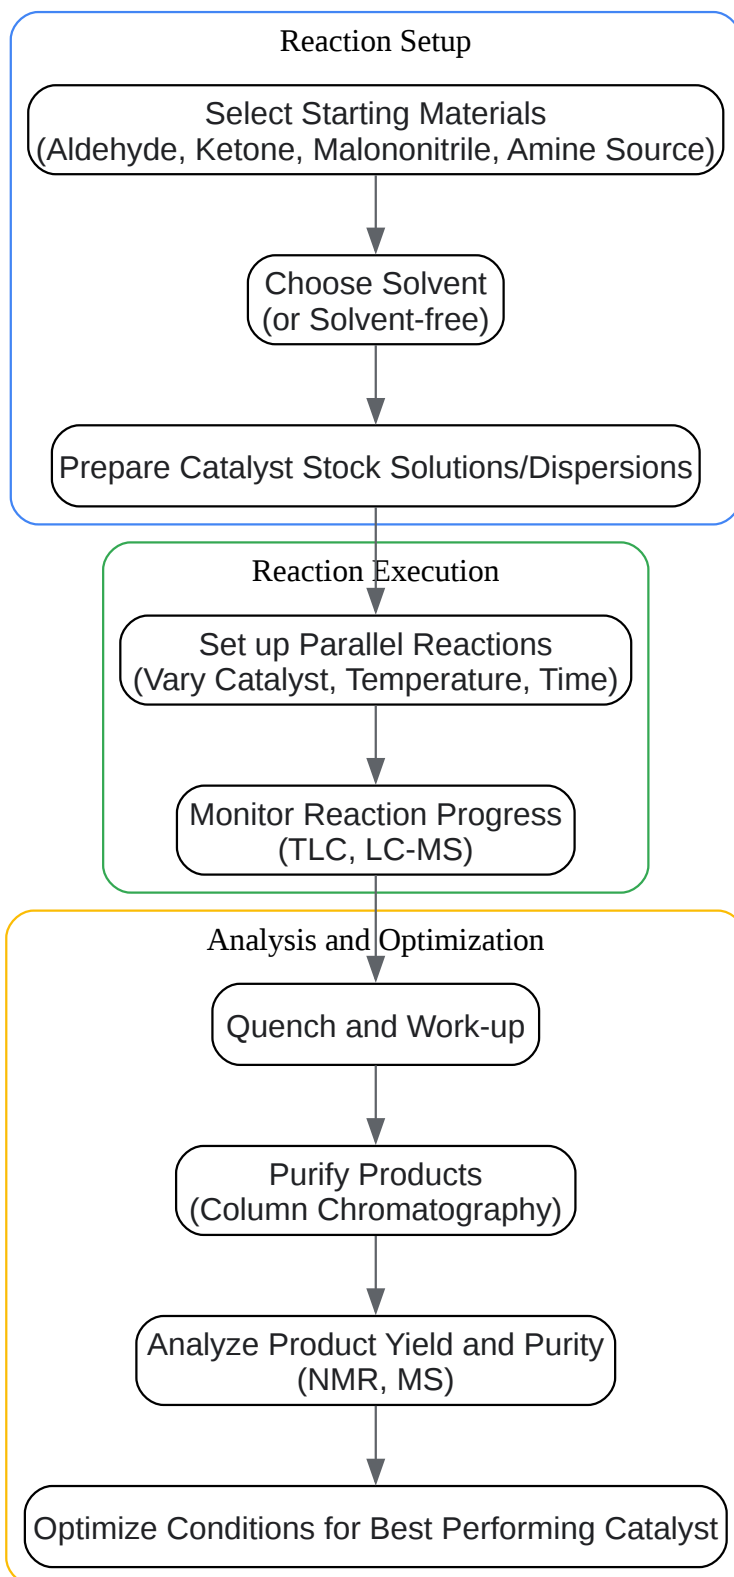 Reaction Setup
Select Starting Materials
(Aldehyde, Ketone, Malononitrile, Amine Source)
Choose Solvent
(or Solvent-free)
Prepare Catalyst Stock Solutions/Dispersions
Reaction Execution
Set up Parallel Reactions
(Vary Catalyst, Temperature, Time)
Monitor Reaction Progress
(TLC, LC-MS)
Analysis and Optimization
Quench and Work-up
Purify Products
(Column Chromatography)
Analyze Product Yield and Purity
(NMR, MS)
Optimize Conditions for Best Performing Catalyst